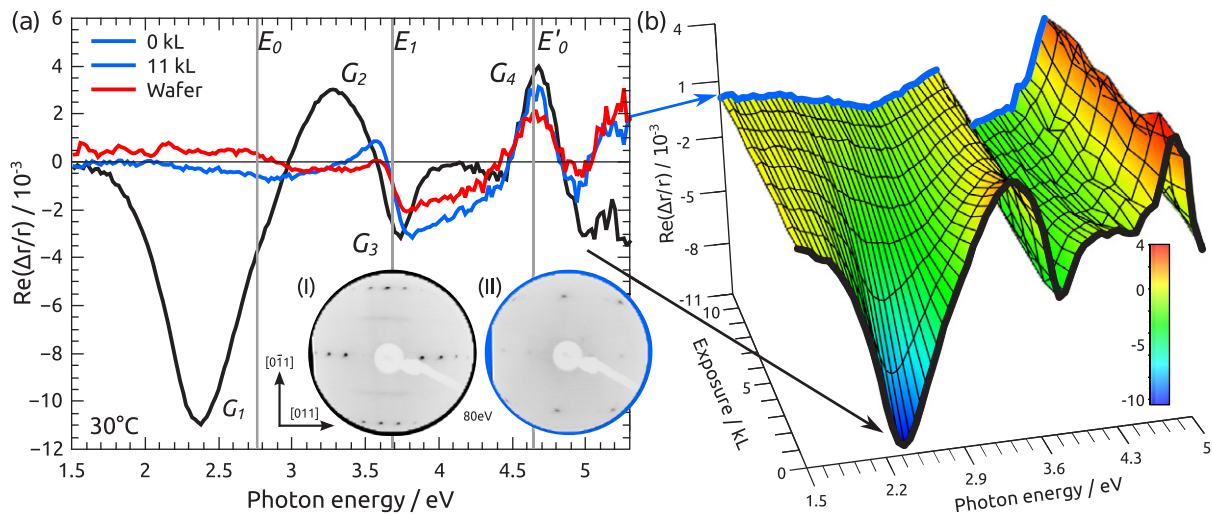 (a)
Re(Δr/r) / 10⁻³
6
4
2
0
−2
−4
−6
−8
−10
−12
0 kL
11 kL
Wafer
E₀
E₁
E'₀
G₁
G₂
G₃
G₄
30°C
(I)
(II)
[01̄1]
[011]
80eV
1.5
2
2.5
3
3.5
4
4.5
5
Photon energy / eV
(b)
Re(Δr/r) / 10⁻³
4
1
-2
-5
-8
-11
10
5
0
Exposure / kL
1.5
2.2
2.9
3.6
4.3
5
Photon energy / eV
4
0
-5
-10